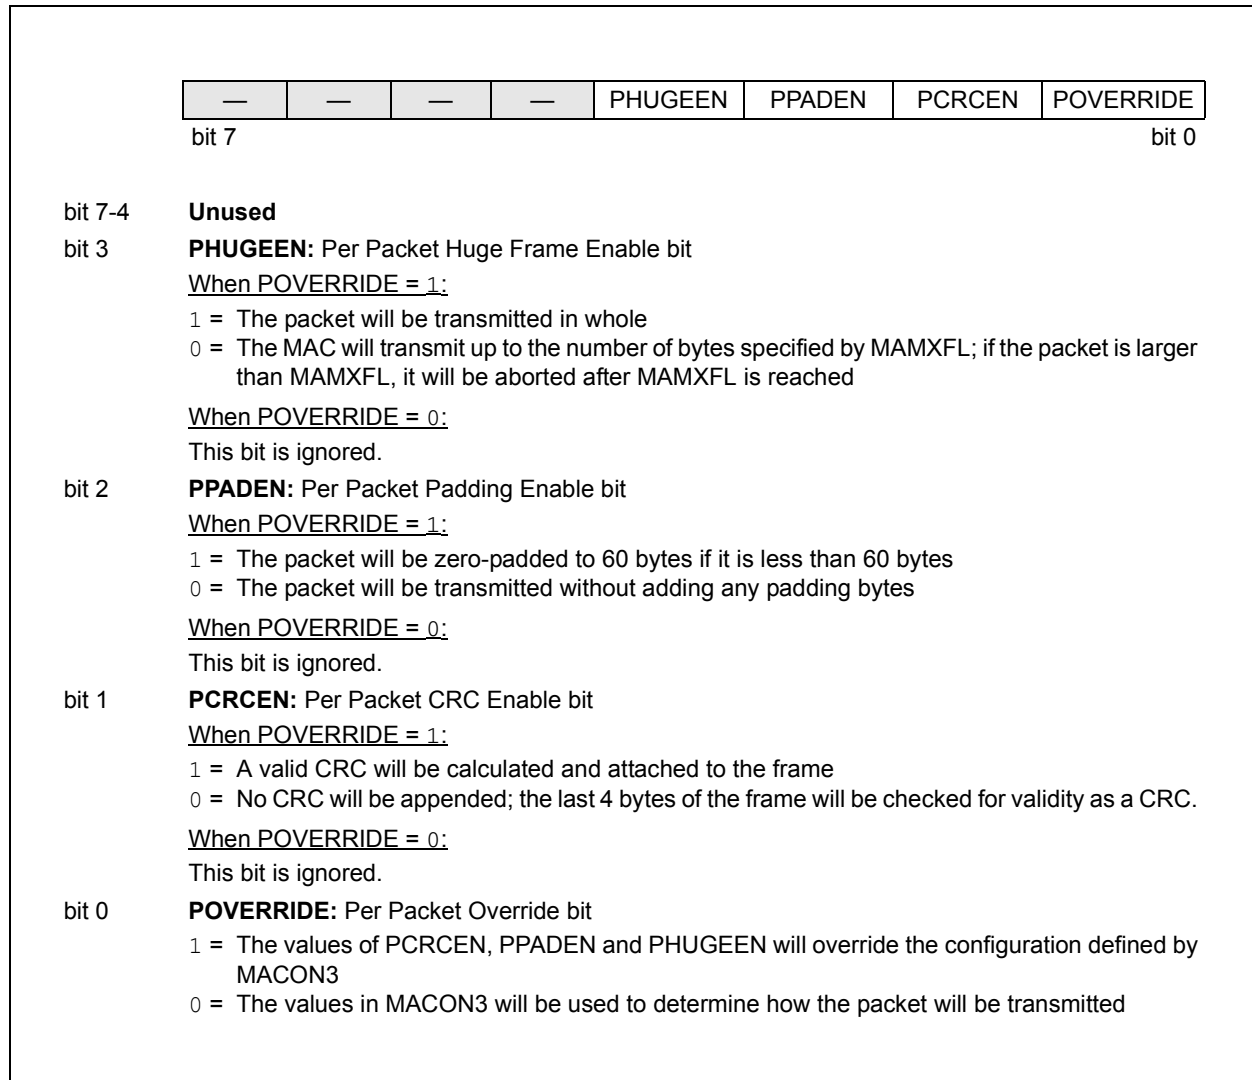 — — — — PHUGEEN PPADEN PCRCEN POVERRIDE
bit 7 bit 0
bit 7-4 Unused
bit 3 PHUGEEN: Per Packet Huge Frame Enable bit
When POVERRIDE = 1:
1 = The packet will be transmitted in whole
0 = The MAC will transmit up to the number of bytes specified by MAMXFL; if the packet is larger
than MAMXFL, it will be aborted after MAMXFL is reached
When POVERRIDE = 0:
This bit is ignored.
bit 2 PPADEN: Per Packet Padding Enable bit
When POVERRIDE = 1:
1 = The packet will be zero-padded to 60 bytes if it is less than 60 bytes
0 = The packet will be transmitted without adding any padding bytes
When POVERRIDE = 0:
This bit is ignored.
bit 1 PCRCEN: Per Packet CRC Enable bit
When POVERRIDE = 1:
1 = A valid CRC will be calculated and attached to the frame
0 = No CRC will be appended; the last 4 bytes of the frame will be checked for validity as a CRC.
When POVERRIDE = 0:
This bit is ignored.
bit 0 POVERRIDE: Per Packet Override bit
1 = The values of PCRCEN, PPADEN and PHUGEEN will override the configuration defined by
MACON3
0 = The values in MACON3 will be used to determine how the packet will be transmitted